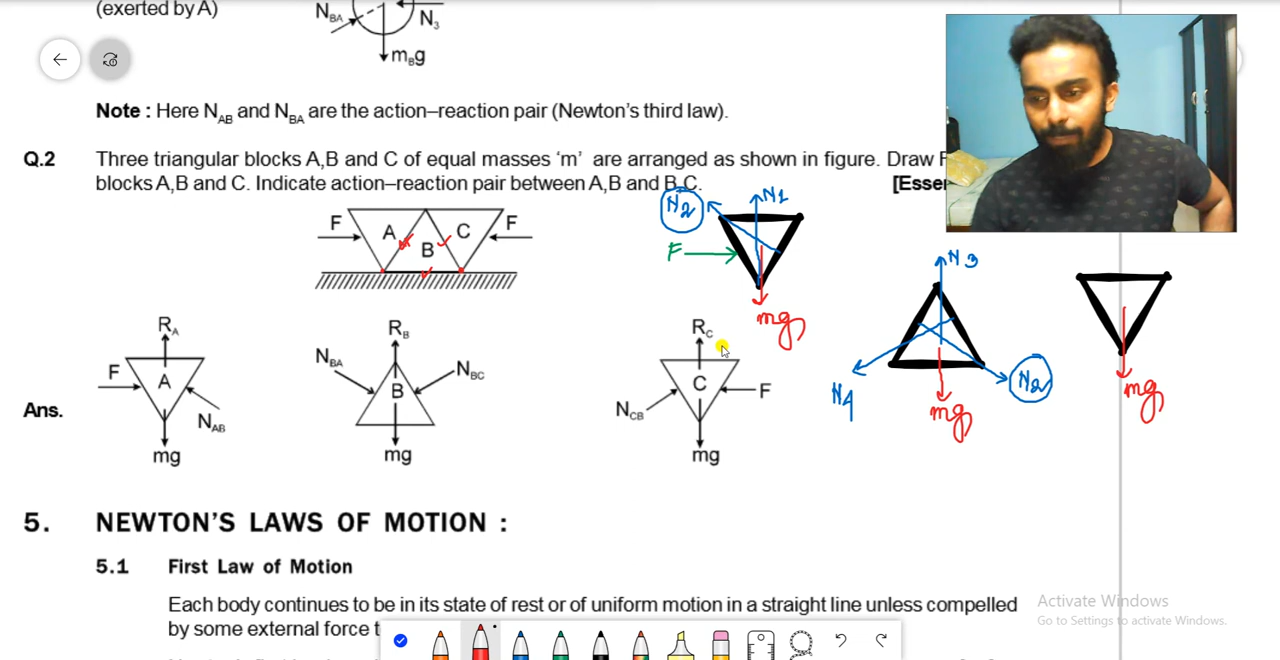 (exerted by A)
N_BA
N_3
m_Bg
Note : Here N_AB and N_BA are the action–reaction pair (Newton's third law).
Q.2 Three triangular blocks A,B and C of equal masses 'm' are arranged as shown in figure. Draw F
blocks A,B and C. Indicate action–reaction pair between A,B and B,C. [Esse
F A B C F
N2 N1
F
mg
N3
N4 N2
mg
mg
R_A R_B R_C
F A N_AB mg
N_BA B N_BC mg
N_CB C F mg
Ans.
5. NEWTON'S LAWS OF MOTION :
5.1 First Law of Motion
Each body continues to be in its state of rest or of uniform motion in a straight line unless compelled
by some external force t
Activate Windows
Go to Settings to activate Windows.